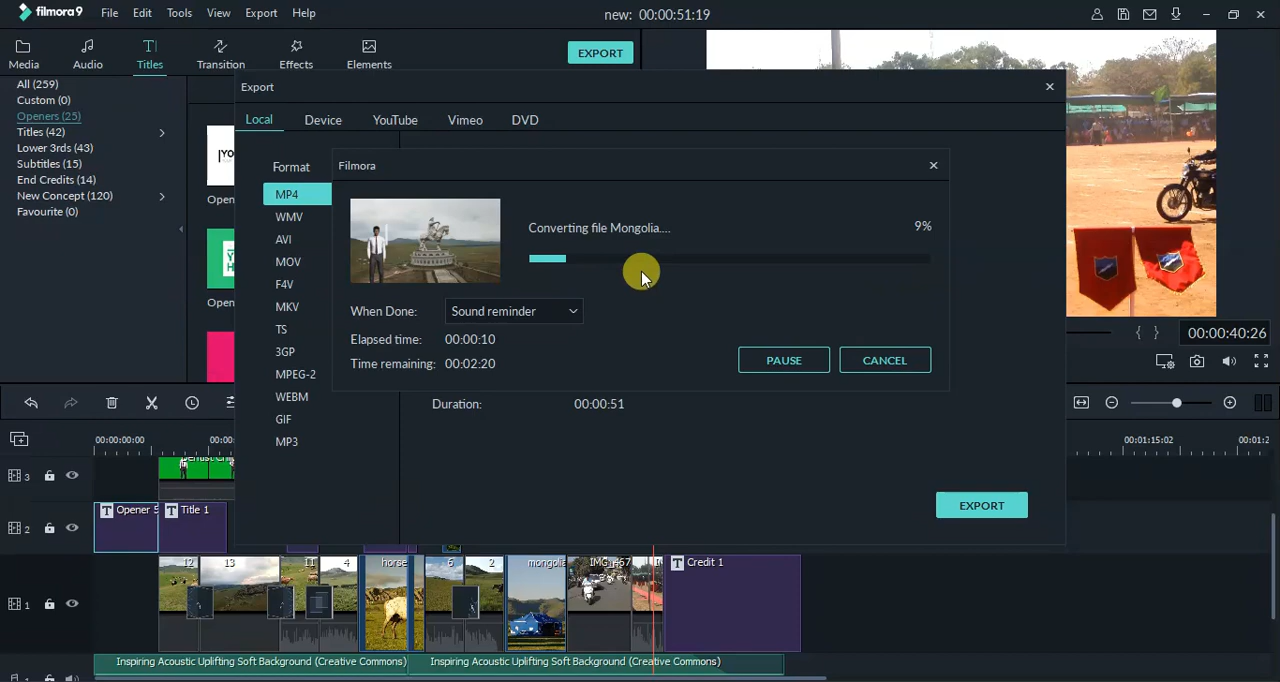 filmora9
File Edit Tools View Export Help
new: 00:00:51:19
Media Audio Titles Transition Effects Elements
EXPORT
All (259)
Custom (0)
Openers (25)
Titles (42)
Lower 3rds (43)
Subtitles (15)
End Credits (14)
New Concept (120)
Favourite (0)
Export
Local Device YouTube Vimeo DVD
Format
MP4
WMV
AVI
MOV
F4V
MKV
TS
3GP
MPEG-2
WEBM
GIF
MP3
Filmora
Converting file Mongolia....
9%
When Done: Sound reminder
Elapsed time: 00:00:10
Time remaining: 00:02:20
PAUSE CANCEL
Duration: 00:00:51
EXPORT
00:00:40:26
00:00:00:00
00:01:15:02
3
2
T Opener T Title 1
1
12 13 11 4 horse 6 2 T Credit 1
Inspiring Acoustic Uplifting Soft Background (Creative Commons) Inspiring Acoustic Uplifting Soft Background (Creative Commons)